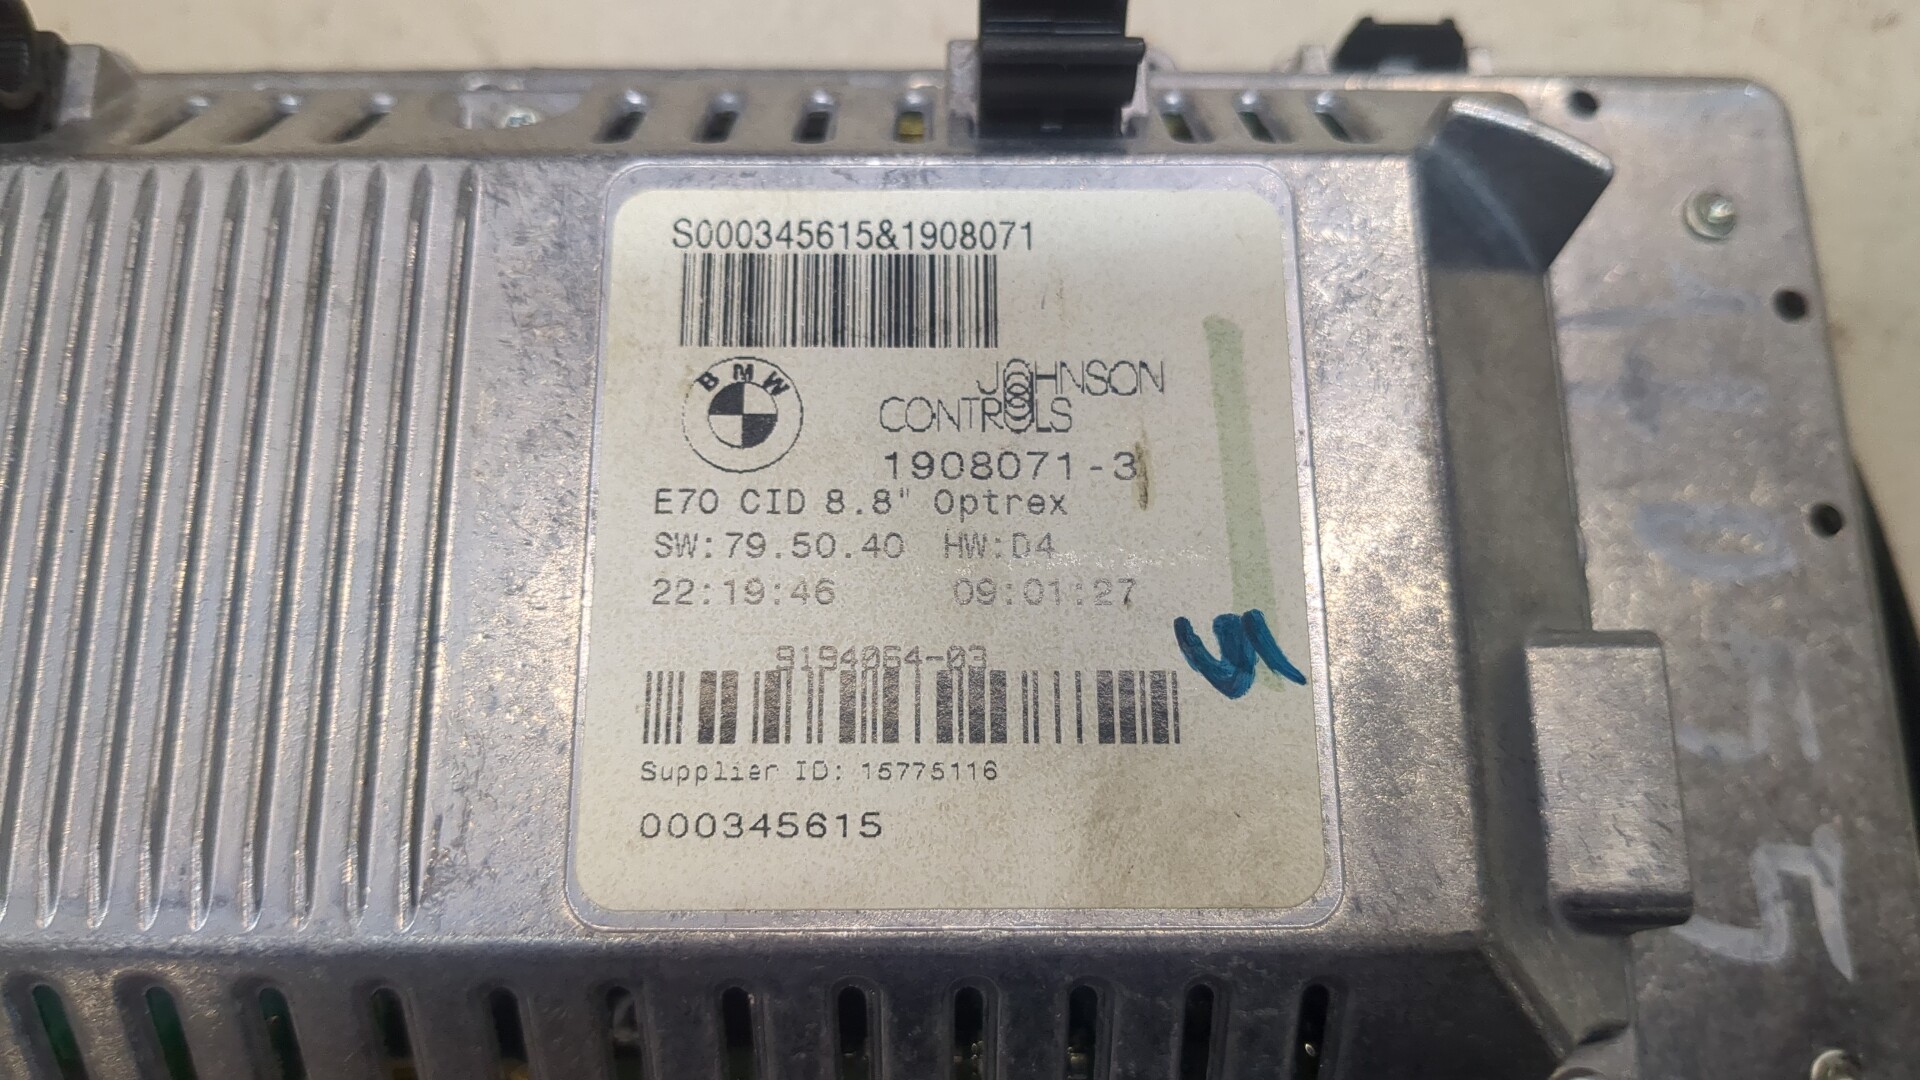 S000345615&1908071
BMW
JOHNSON
CONTROLS
1908071-3
E70 CID 8.8" Optrex
SW:79.50.40 HW:D4
22:19:46 09:01:27
9194064-03
Supplier ID: 15775116
000345615